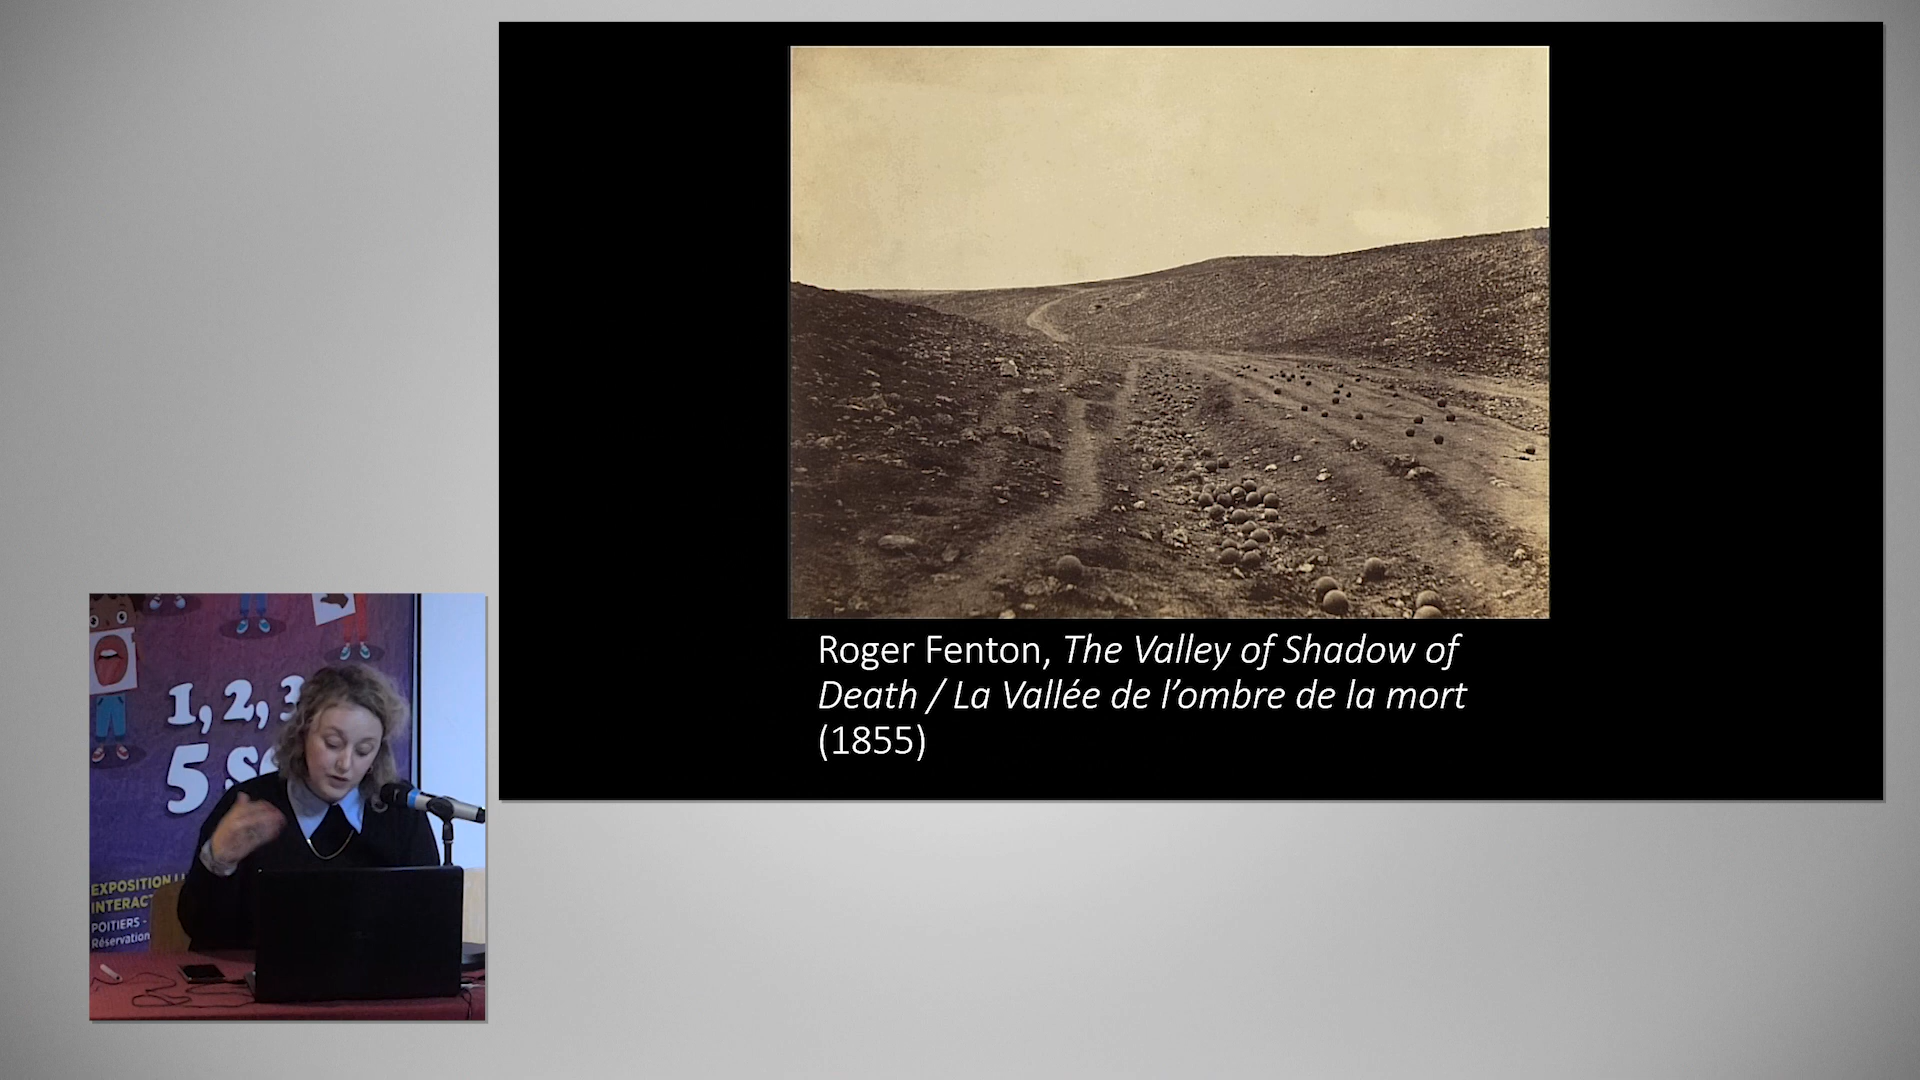 Roger Fenton, The Valley of Shadow of
Death / La Vallée de l’ombre de la mort
(1855)
1, 2, 3
5 s
EXPOSITION
INTERAC
POITIERS -
Réservation